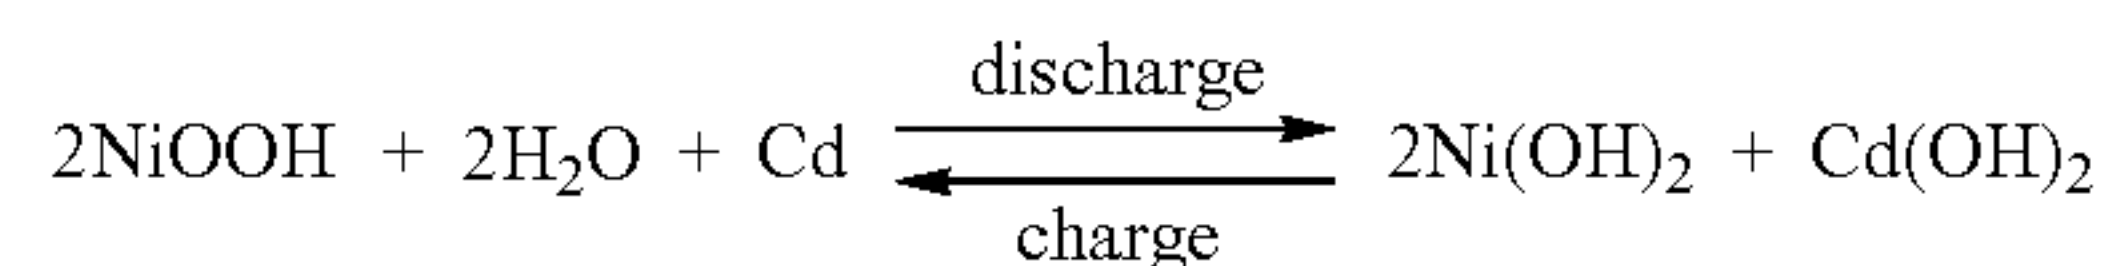 discharge
2NiOOH + 2H₂O + Cd ⇄ 2Ni(OH)₂ + Cd(OH)₂
charge